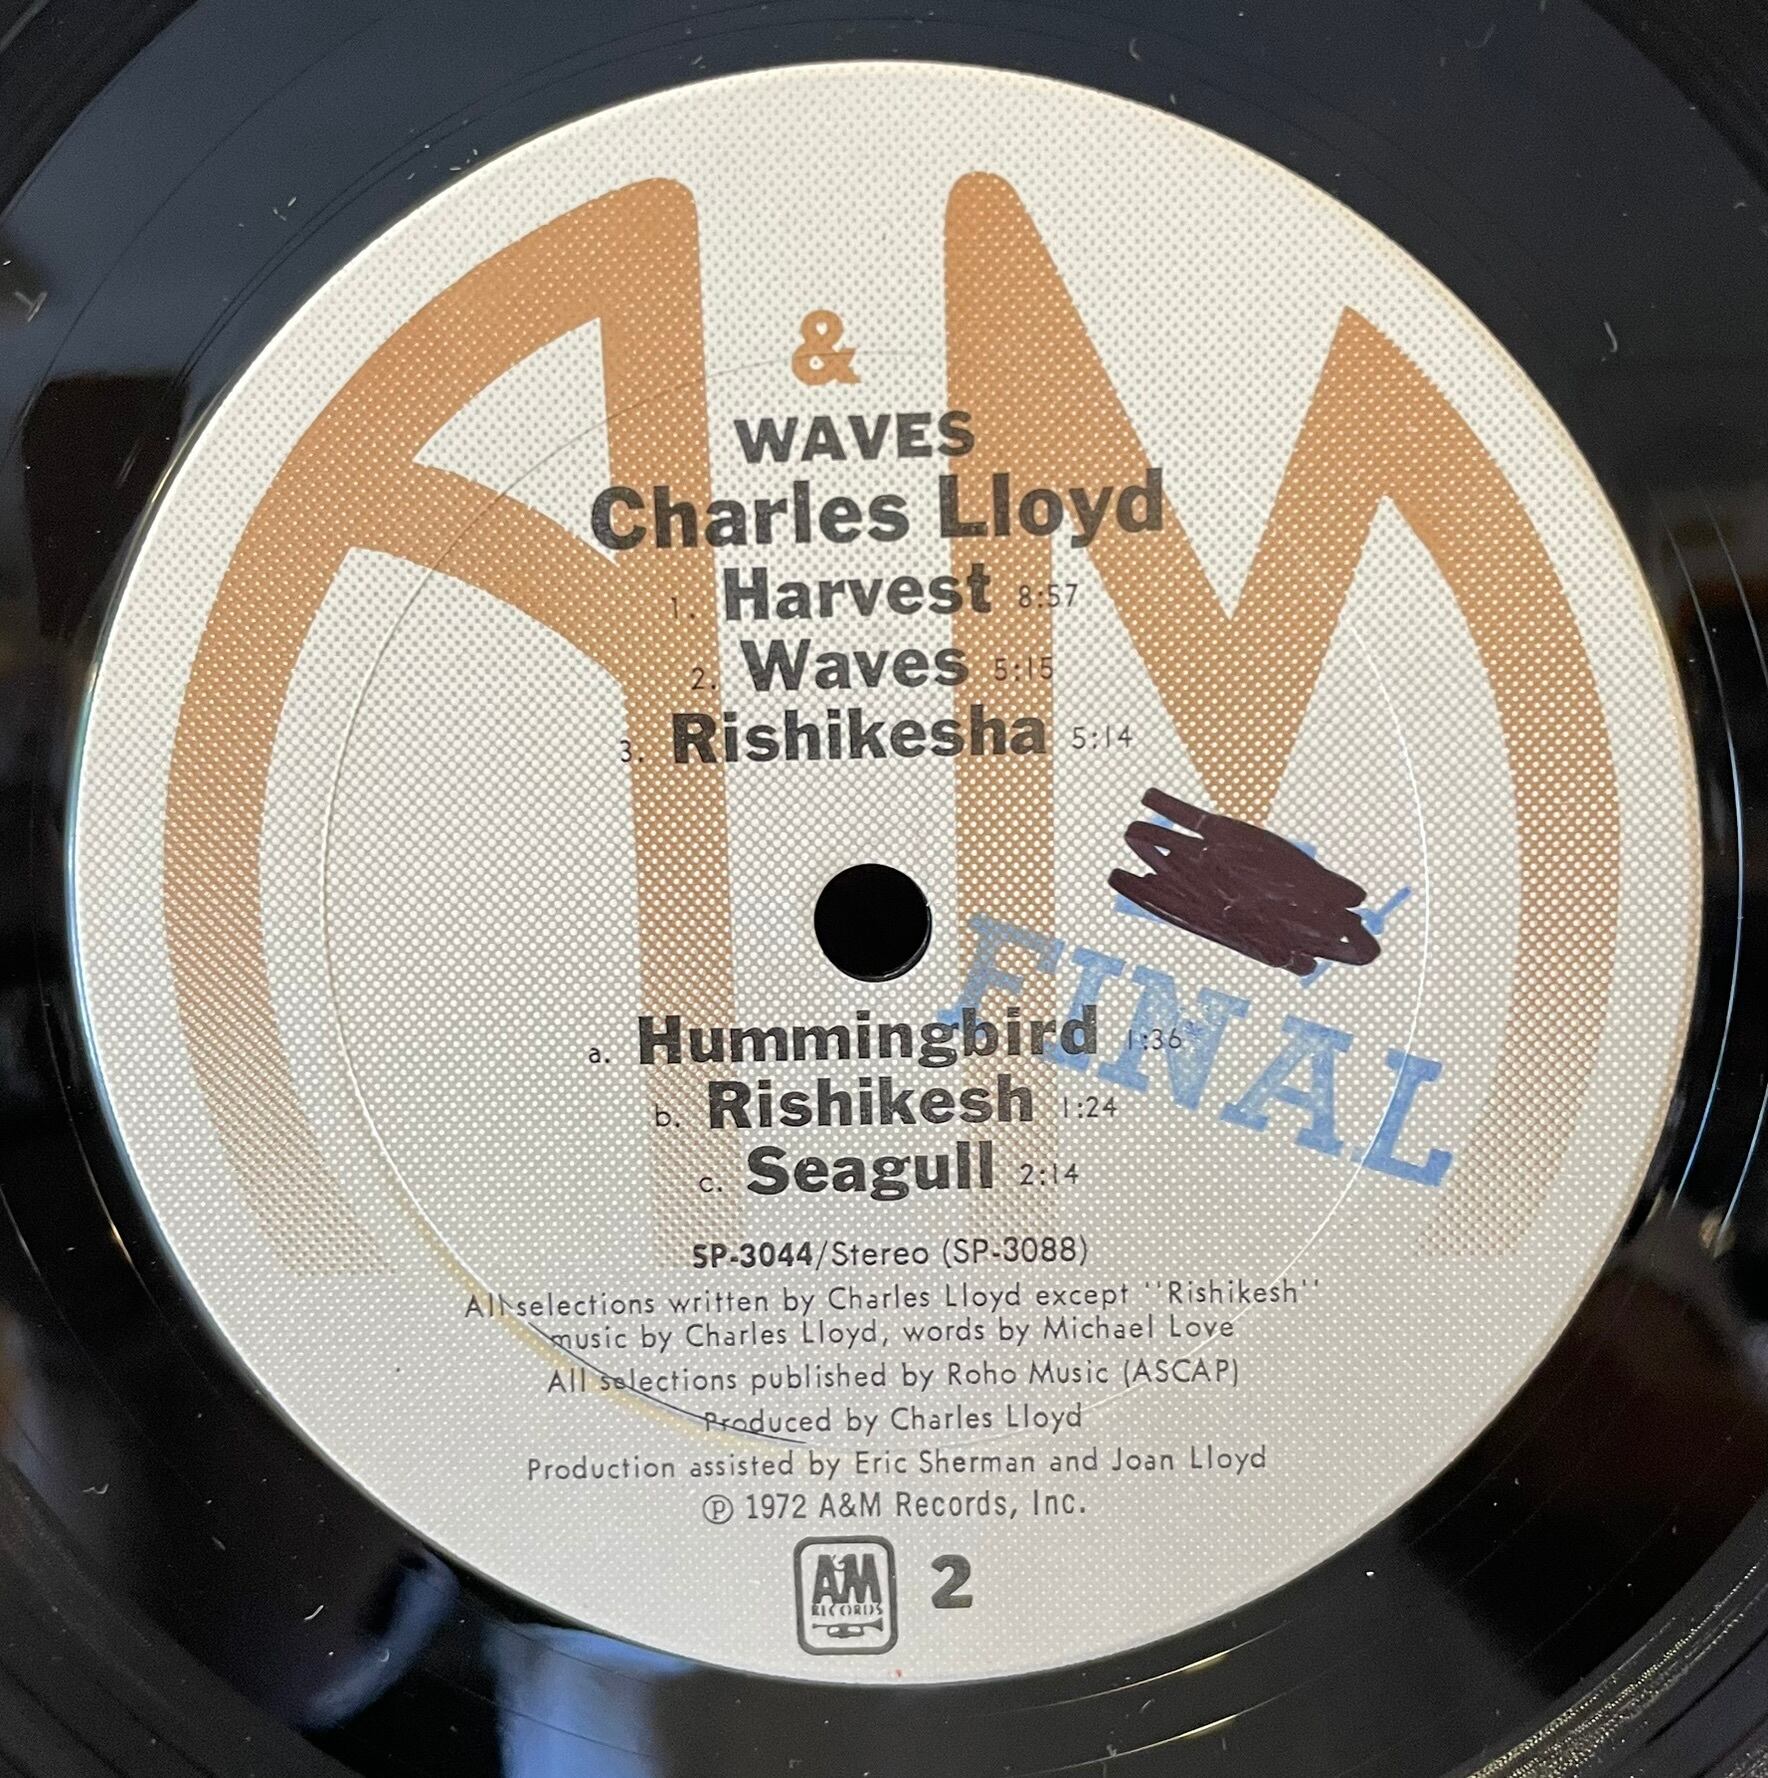 A & M
WAVES
Charles Lloyd
1. Harvest 8:57
2. Waves 5:15
3. Rishikesha 5:14
FINAL
a. Hummingbird 1:36
b. Rishikesh 1:24
c. Seagull 2:14
SP-3044/Stereo (SP-3088)
All selections written by Charles Lloyd except "Rishikesh"
music by Charles Lloyd, words by Michael Love
All selections published by Roho Music (ASCAP)
Produced by Charles Lloyd
Production assisted by Eric Sherman and Joan Lloyd
Ⓟ 1972 A&M Records, Inc.
A&M RECORDS 2